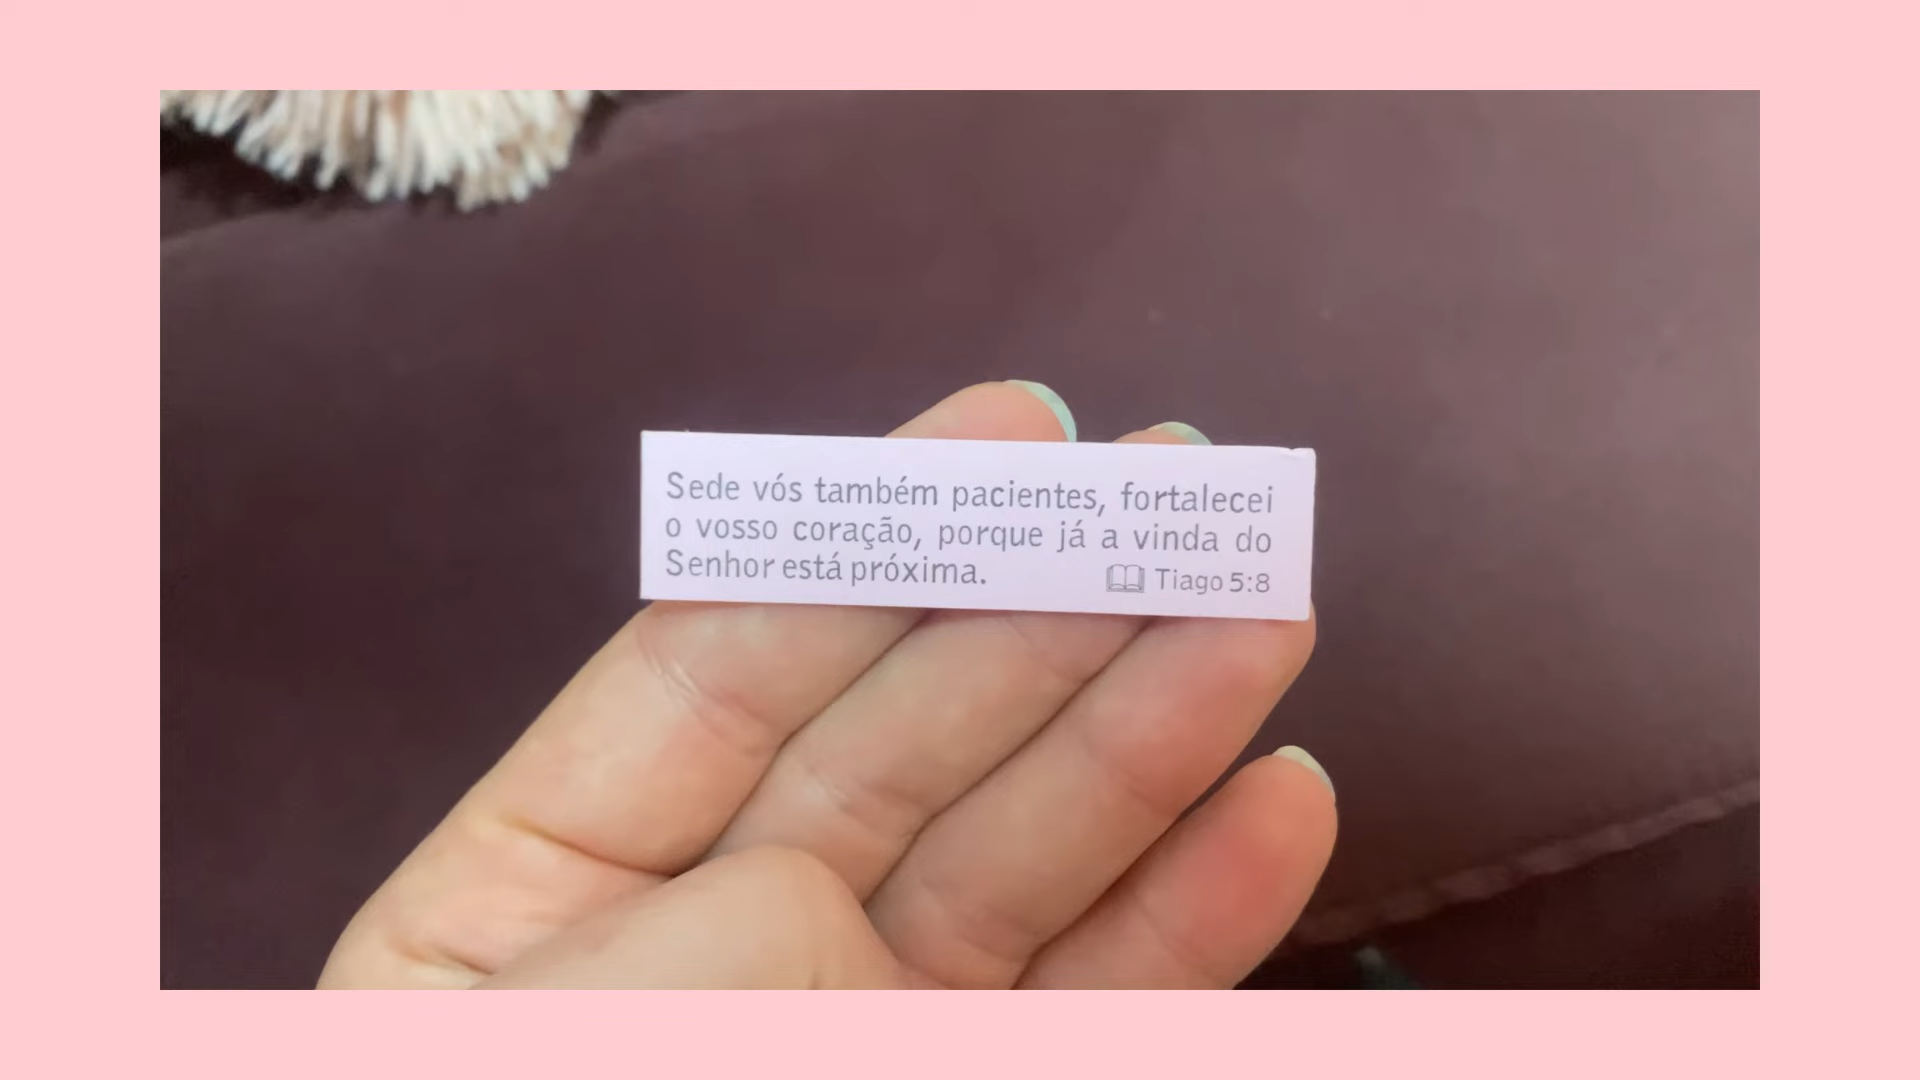 Sede vós também pacientes, fortalecei
o vosso coração, porque já a vinda do
Senhor está próxima.
Tiago 5:8